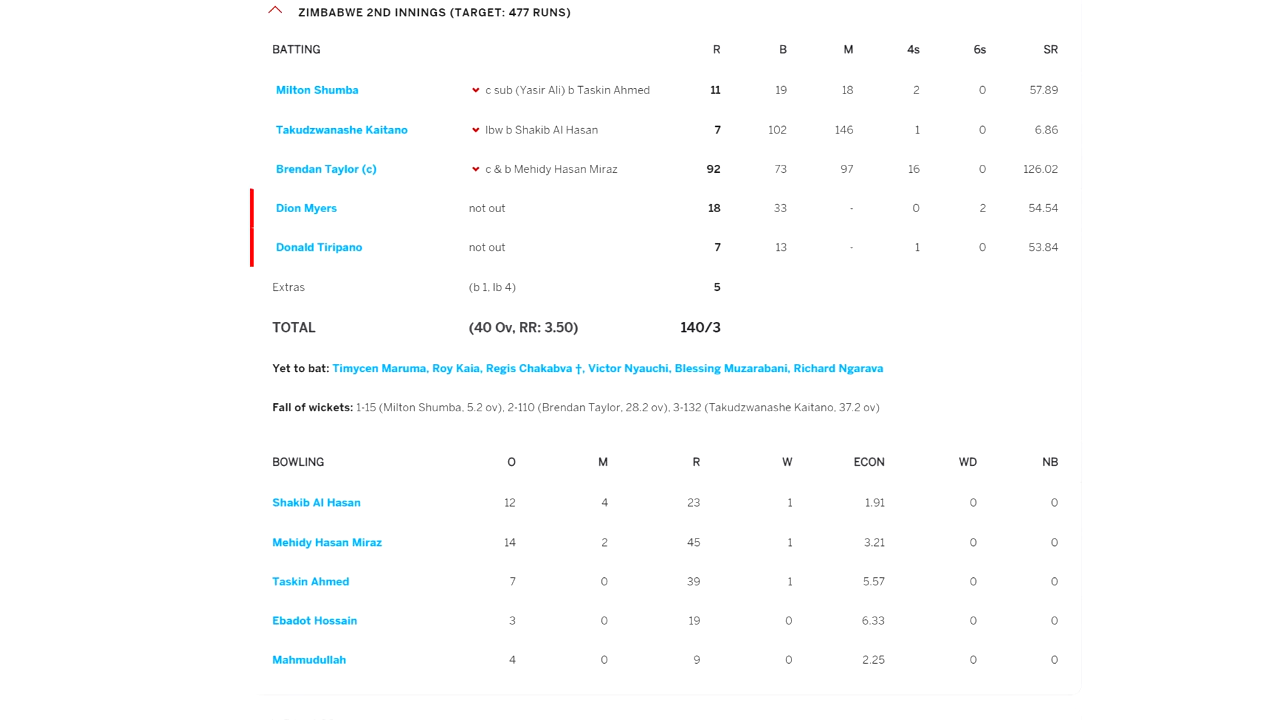 ZIMBABWE 2ND INNINGS (TARGET: 477 RUNS)
BATTING R B M 4s 6s SR
Milton Shumba c sub (Yasir Ali) b Taskin Ahmed 11 19 18 2 0 57.89
Takudzwanashe Kaitano lbw b Shakib Al Hasan 7 102 146 1 0 6.86
Brendan Taylor (c) c & b Mehidy Hasan Miraz 92 73 97 16 0 126.02
Dion Myers not out 18 33 - 0 2 54.54
Donald Tiripano not out 7 13 - 1 0 53.84
Extras (b 1, lb 4) 5
TOTAL (40 Ov, RR: 3.50) 140/3
Yet to bat: Timycen Maruma, Roy Kaia, Regis Chakabva †, Victor Nyauchi, Blessing Muzarabani, Richard Ngarava
Fall of wickets: 1-15 (Milton Shumba, 5.2 ov), 2-110 (Brendan Taylor, 28.2 ov), 3-132 (Takudzwanashe Kaitano, 37.2 ov)
BOWLING O M R W ECON WD NB
Shakib Al Hasan 12 4 23 1 1.91 0 0
Mehidy Hasan Miraz 14 2 45 1 3.21 0 0
Taskin Ahmed 7 0 39 1 5.57 0 0
Ebadot Hossain 3 0 19 0 6.33 0 0
Mahmudullah 4 0 9 0 2.25 0 0